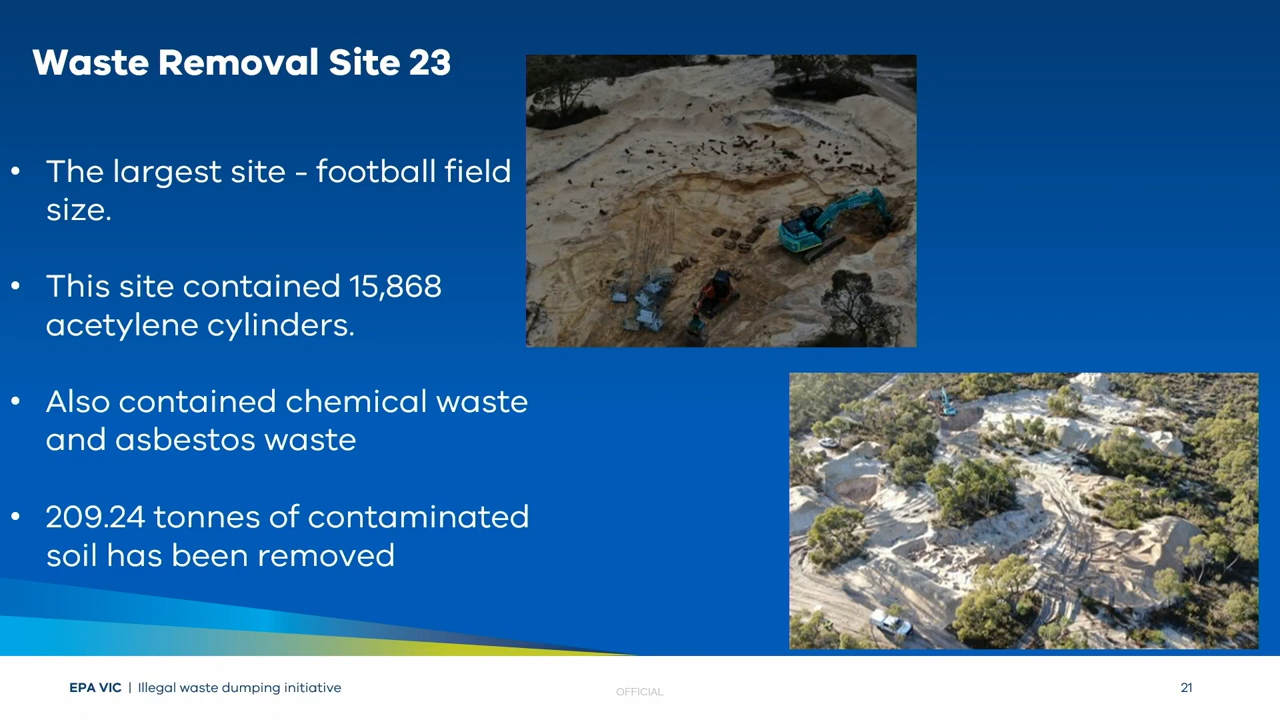 Waste Removal Site 23
• The largest site - football field
size.
• This site contained 15,868
acetylene cylinders.
• Also contained chemical waste
and asbestos waste
• 209.24 tonnes of contaminated
soil has been removed
EPA VIC | Illegal waste dumping initiative
OFFICIAL
21